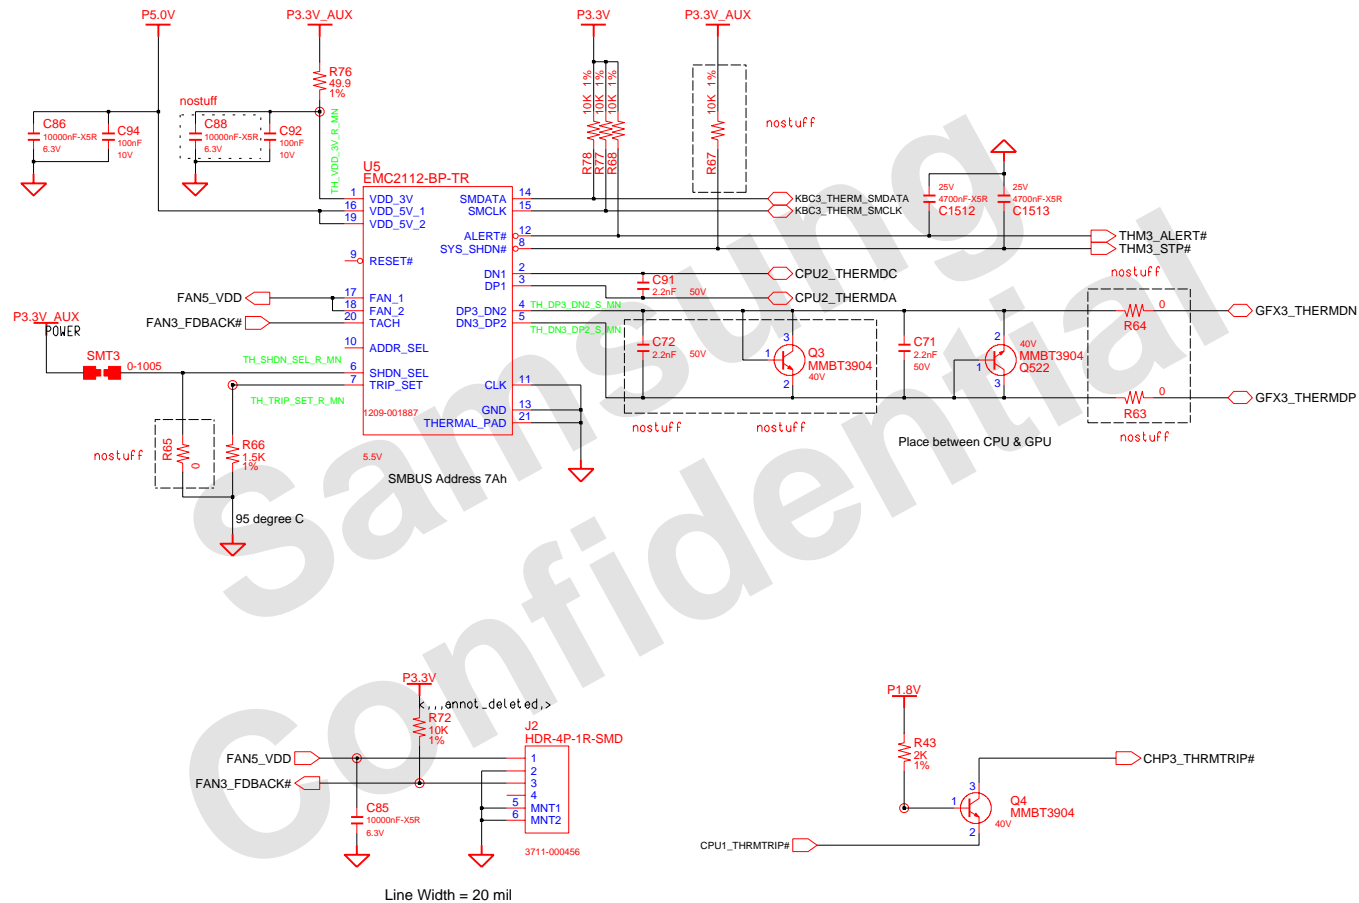 P5.0V
P3.3V_AUX
P3.3V
P3.3V_AUX
R76
49.9
1%
nostuff
C86
10000nF-X5R
6.3V
C94
100nF
10V
C88
10000nF-X5R
6.3V
C92
100nF
10V
TH_VDD_3V_R_MN
10K 1%
10K 1%
10K 1%
R78
R77
R68
10K 1%
R67
nostuff
U5
EMC2112-BP-TR
1 VDD_3V
16 VDD_5V_1
19 VDD_5V_2
9 RESET#
17 FAN_1
18 FAN_2
20 TACH
10 ADDR_SEL
6 SHDN_SEL
7 TRIP_SET
SMDATA 14
SMCLK 15
ALERT# 12
SYS_SHDN# 8
DN1 2
DP1 3
DP3_DN2 4
DN3_DP2 5
CLK 11
GND 13
THERMAL_PAD 21
1209-001887
5.5V
SMBUS Address 7Ah
KBC3_THERM_SMDATA
KBC3_THERM_SMCLK
25V
4700nF-X5R
C1512
25V
4700nF-X5R
C1513
THM3_ALERT#
THM3_STP#
nostuff
C91
2.2nF 50V
CPU2_THERMDC
CPU2_THERMDA
TH_DP3_DN2_S_MN
TH_DN3_DP2_S_MN
C72
2.2nF 50V
3
1
2
Q3
MMBT3904
40V
nostuff
nostuff
C71
2.2nF
50V
2
1
3
40V
MMBT3904
Q522
Place between CPU & GPU
0
R64
0
R63
nostuff
GFX3_THERMDN
GFX3_THERMDP
FAN5_VDD
FAN3_FDBACK#
P3.3V_AUX
POWER
SMT3
0-1005
TH_SHDN_SEL_R_MN
TH_TRIP_SET_R_MN
nostuff
R65
0
R66
1.5K
1%
95 degree C
Samsung
Confidential
P3.3V
<,,,annot_deleted,>
R72
10K
1%
J2
HDR-4P-1R-SMD
FAN5_VDD
FAN3_FDBACK#
1
2
3
4
5 MNT1
6 MNT2
C85
10000nF-X5R
6.3V
3711-000456
Line Width = 20 mil
P1.8V
R43
2K
1%
CHP3_THRMTRIP#
3
1
2
Q4
MMBT3904
40V
CPU1_THRMTRIP#